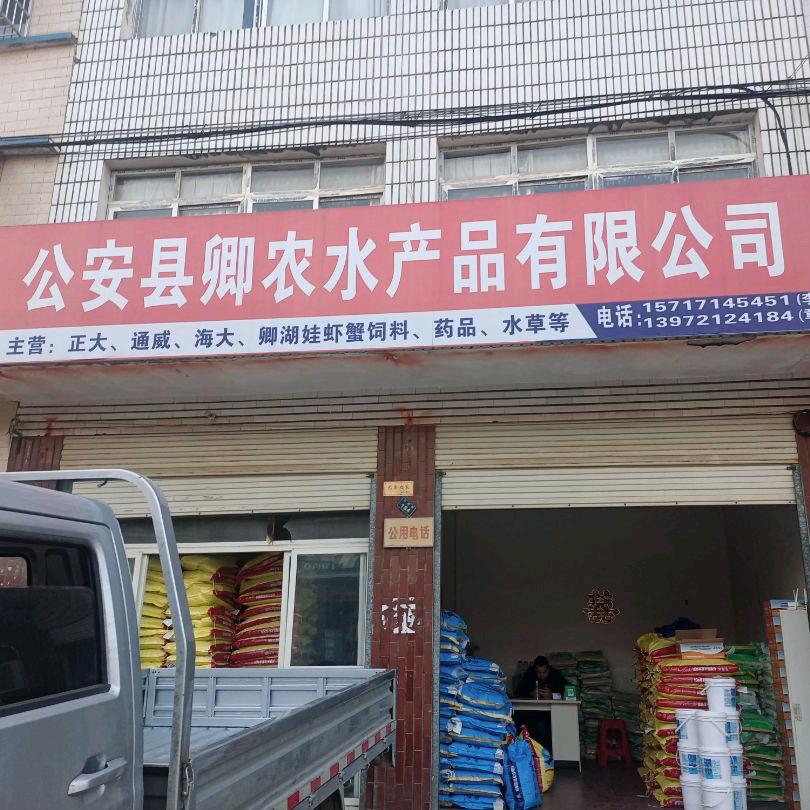 公安县卿农水产品有限公司
主营：正大、通威、海大、卿湖娃虾蟹饲料、药品、水草等
电话：15717145451（李
13972124184（
公用电话
囍